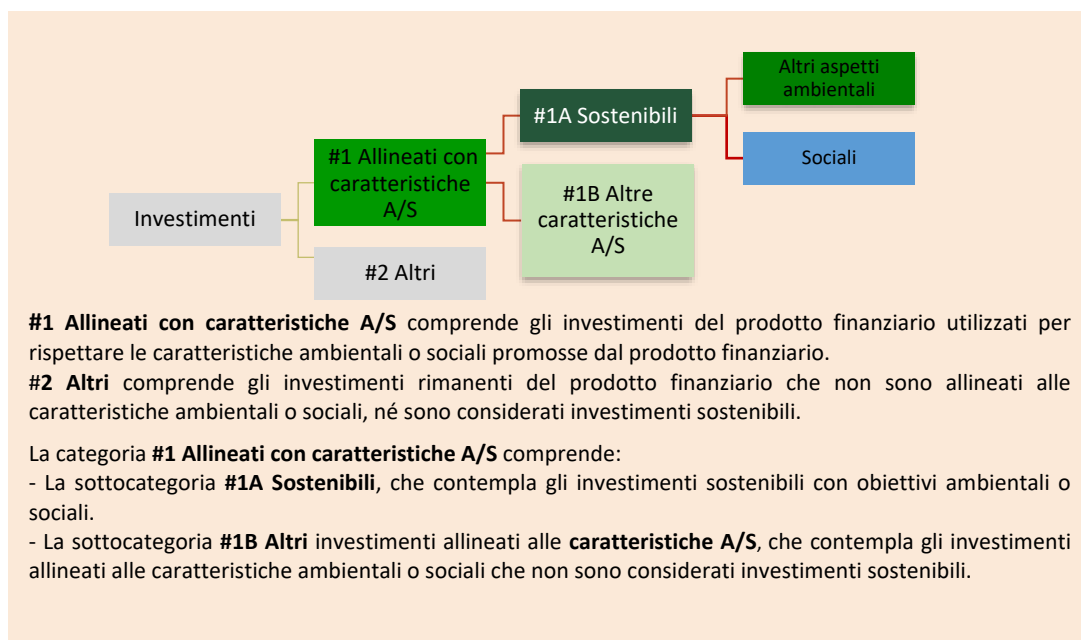 Altri aspetti
ambientali
#1A Sostenibili
#1 Allineati con
caratteristiche
A/S
Sociali
#1B Altre
caratteristiche
A/S
Investimenti
#2 Altri
#1 Allineati con caratteristiche A/S comprende gli investimenti del prodotto finanziario utilizzati per
rispettare le caratteristiche ambientali o sociali promosse dal prodotto finanziario.
#2 Altri comprende gli investimenti rimanenti del prodotto finanziario che non sono allineati alle
caratteristiche ambientali o sociali, né sono considerati investimenti sostenibili.
La categoria #1 Allineati con caratteristiche A/S comprende:
- La sottocategoria #1A Sostenibili, che contempla gli investimenti sostenibili con obiettivi ambientali o
sociali.
- La sottocategoria #1B Altri investimenti allineati alle caratteristiche A/S, che contempla gli investimenti
allineati alle caratteristiche ambientali o sociali che non sono considerati investimenti sostenibili.